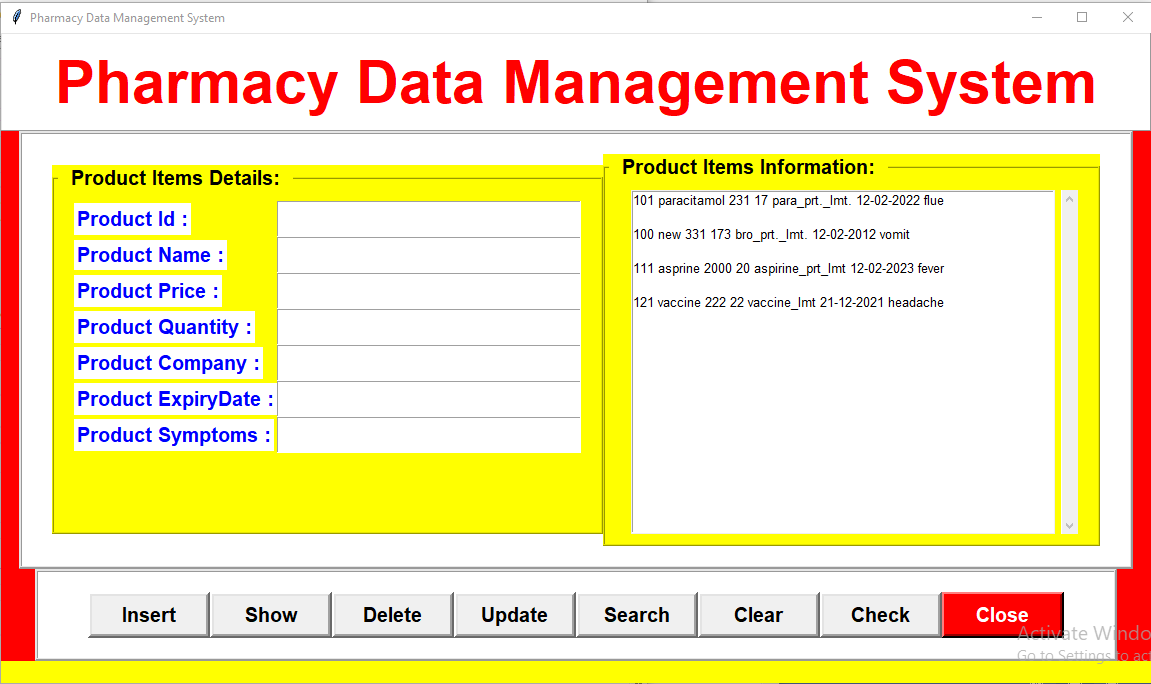 Pharmacy Data Management System
Pharmacy Data Management System
Product Items Details:
Product Id :
Product Name :
Product Price :
Product Quantity :
Product Company :
Product ExpiryDate :
Product Symptoms :
Product Items Information:
101 paracitamol 231 17 para_prt._lmt. 12-02-2022 flue
100 new 331 173 bro_prt._lmt. 12-02-2012 vomit
111 asprine 2000 20 aspirine_prt_lmt 12-02-2023 fever
121 vaccine 222 22 vaccine_lmt 21-12-2021 headache
Insert Show Delete Update Search Clear Check Close
Activate Windo
Go to Settings to act